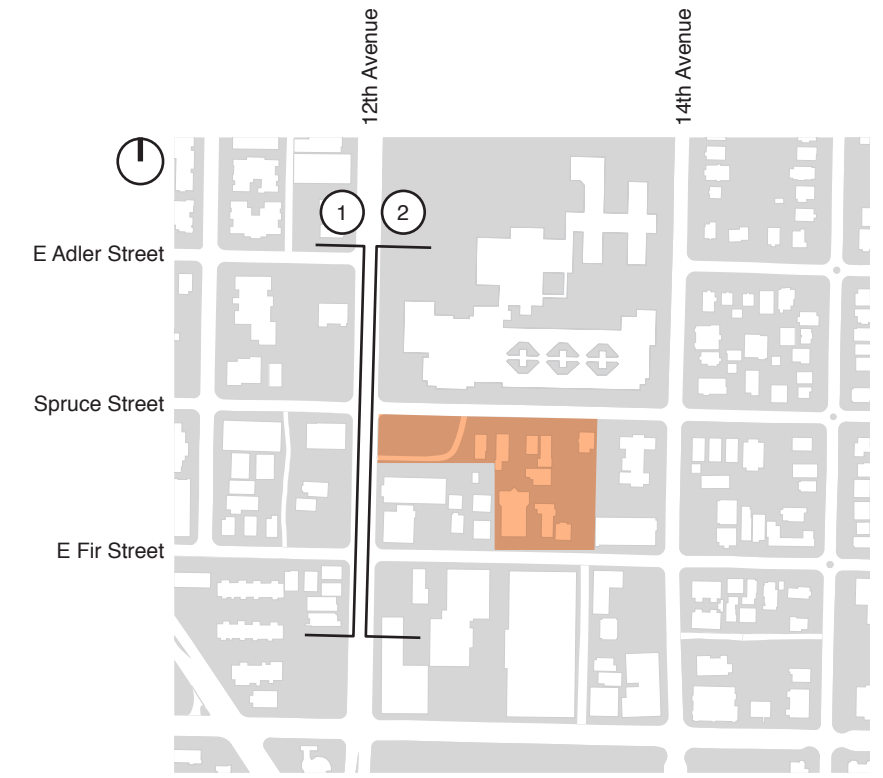 12th Avenue
14th Avenue
1
2
E Adler Street
Spruce Street
E Fir Street